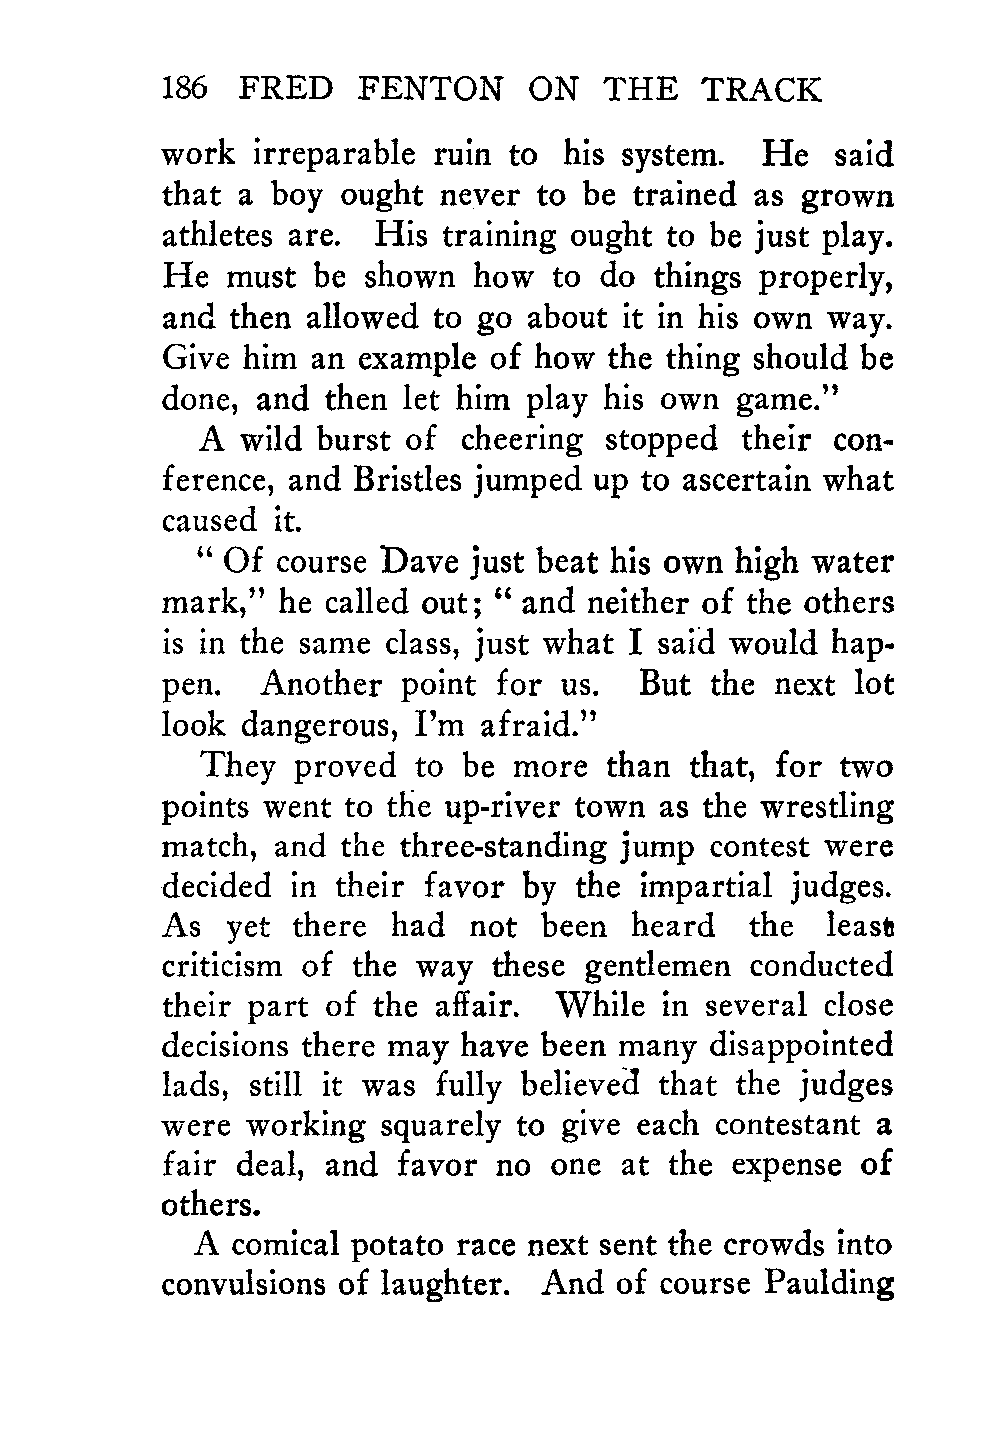 186 FRED FENTON ON THE TRACK
work irreparable ruin to his system. He said
that a boy ought never to be trained as grown
athletes are. His training ought to be just play.
He must be shown how to do things properly,
and then allowed to go about it in his own way.
Give him an example of how the thing should be
done, and then let him play his own game."
A wild burst of cheering stopped their con-
ference, and Bristles jumped up to ascertain what
caused it.
" Of course Dave just beat his own high water
mark," he called out; " and neither of the others
is in the same class, just what I said would hap-
pen. Another point for us. But the next lot
look dangerous, I'm afraid."
They proved to be more than that, for two
points went to the up-river town as the wrestling
match, and the three-standing jump contest were
decided in their favor by the impartial judges.
As yet there had not been heard the least
criticism of the way these gentlemen conducted
their part of the affair. While in several close
decisions there may have been many disappointed
lads, still it was fully believed that the judges
were working squarely to give each contestant a
fair deal, and favor no one at the expense of
others.
A comical potato race next sent the crowds into
convulsions of laughter. And of course Paulding